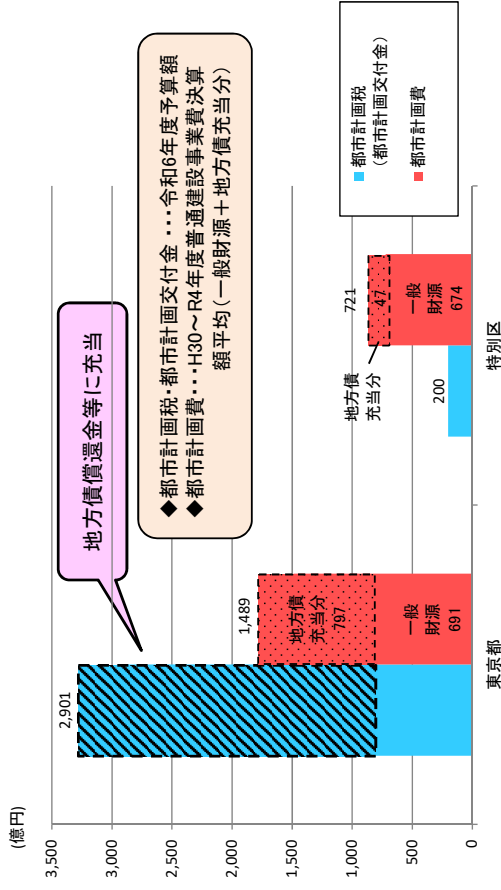 (億円)
3,500
3,000
2,500
2,000
1,500
1,000
500
0
地方債償還金等に充当
◆都市計画税・都市計画交付金・・・令和6年度予算額
◆都市計画費・・・H30～R4年度普通建設事業費決算
額平均（一般財源＋地方債充当分）
2,901
1,489
地方債
充当分
797
一般
財源
691
東京都
200
721
47
地方債
充当分
一般
財源
674
特別区
都市計画税
（都市計画交付金）
都市計画費